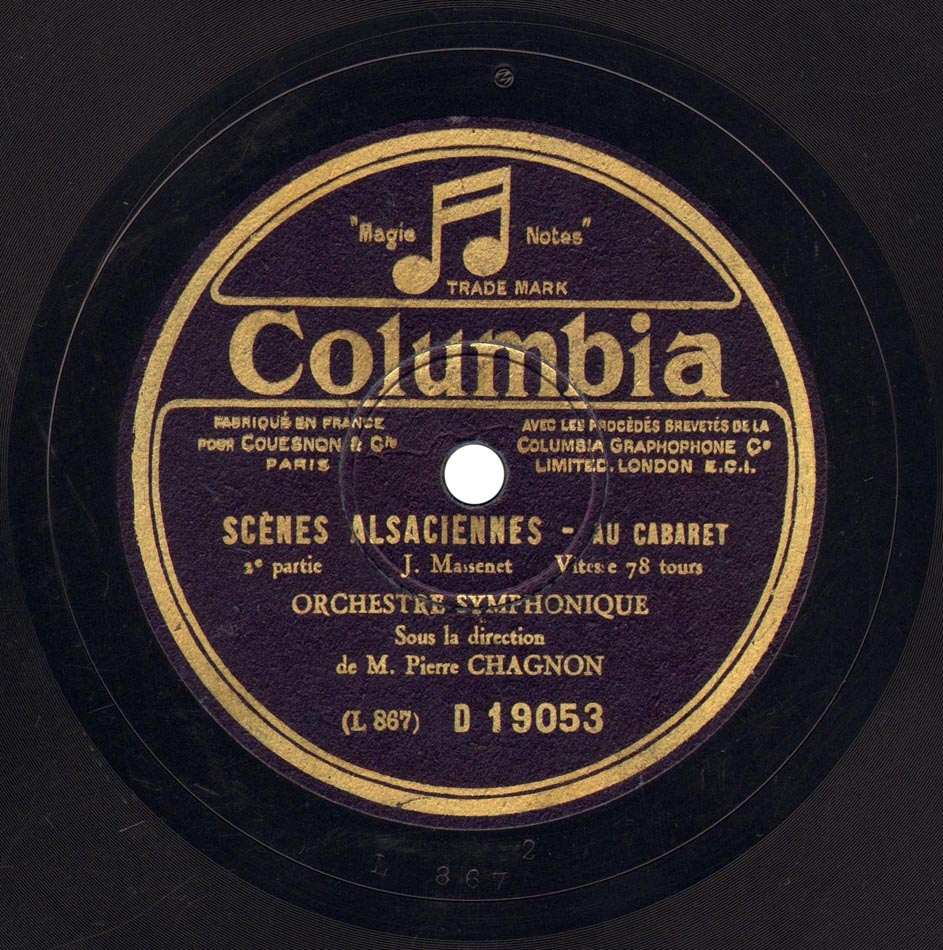 "Magic Notes"
TRADE MARK
Columbia
FABRIQUÉ EN FRANCE
POUR COUESNON & Cie
PARIS
AVEC LES PROCÉDÉS BREVETÉS DE LA
COLUMBIA GRAPHOPHONE Co
LIMITED. LONDON E.C.I.
SCÈNES ALSACIENNES - AU CABARET
2e partie J. Massenet Vitesse 78 tours
ORCHESTRE SYMPHONIQUE
Sous la direction
de M. Pierre CHAGNON
(L 867) D 19053
2
L 867